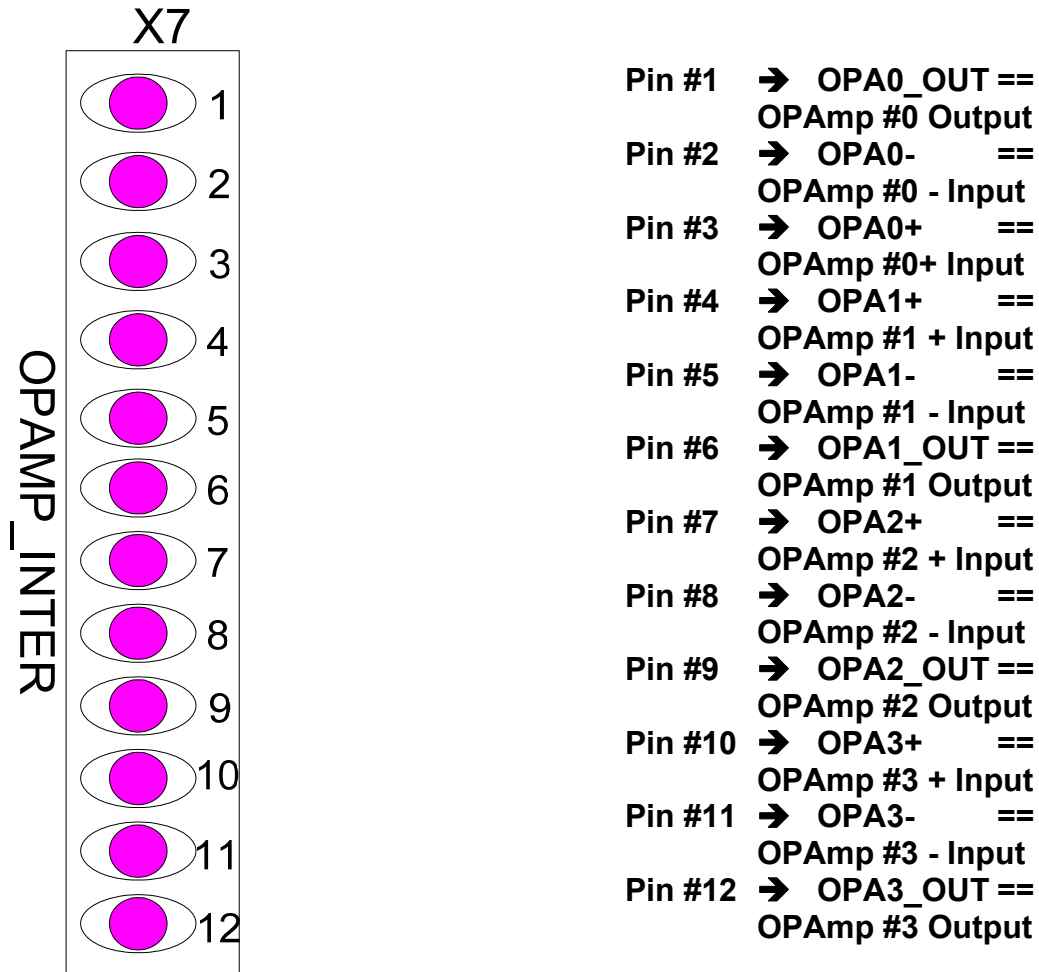 X7
OPAMP_INTER
1
2
3
4
5
6
7
8
9
10
11
12
Pin #1 ➔ OPA0_OUT ==
OPAmp #0 Output
Pin #2 ➔ OPA0- ==
OPAmp #0 - Input
Pin #3 ➔ OPA0+ ==
OPAmp #0+ Input
Pin #4 ➔ OPA1+ ==
OPAmp #1 + Input
Pin #5 ➔ OPA1- ==
OPAmp #1 - Input
Pin #6 ➔ OPA1_OUT ==
OPAmp #1 Output
Pin #7 ➔ OPA2+ ==
OPAmp #2 + Input
Pin #8 ➔ OPA2- ==
OPAmp #2 - Input
Pin #9 ➔ OPA2_OUT ==
OPAmp #2 Output
Pin #10 ➔ OPA3+ ==
OPAmp #3 + Input
Pin #11 ➔ OPA3- ==
OPAmp #3 - Input
Pin #12 ➔ OPA3_OUT ==
OPAmp #3 Output